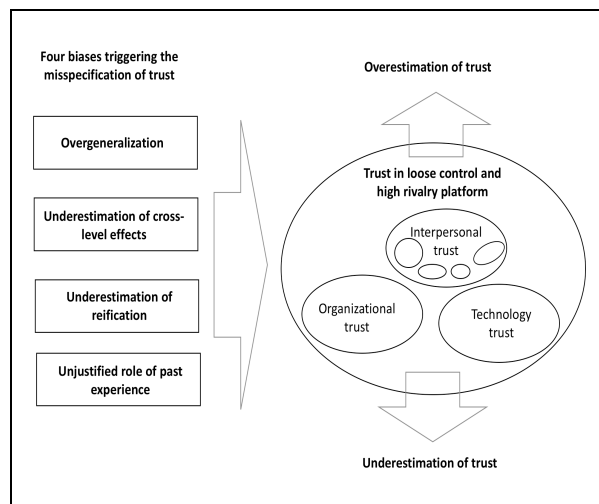 Four biases triggering the
misspecification of trust
Overgeneralization
Underestimation of cross-
level effects
Underestimation of
reification
Unjustified role of past
experience
Overestimation of trust
Trust in loose control and
high rivalry platform
Interpersonal
trust
Organizational
trust
Technology
trust
Underestimation of trust